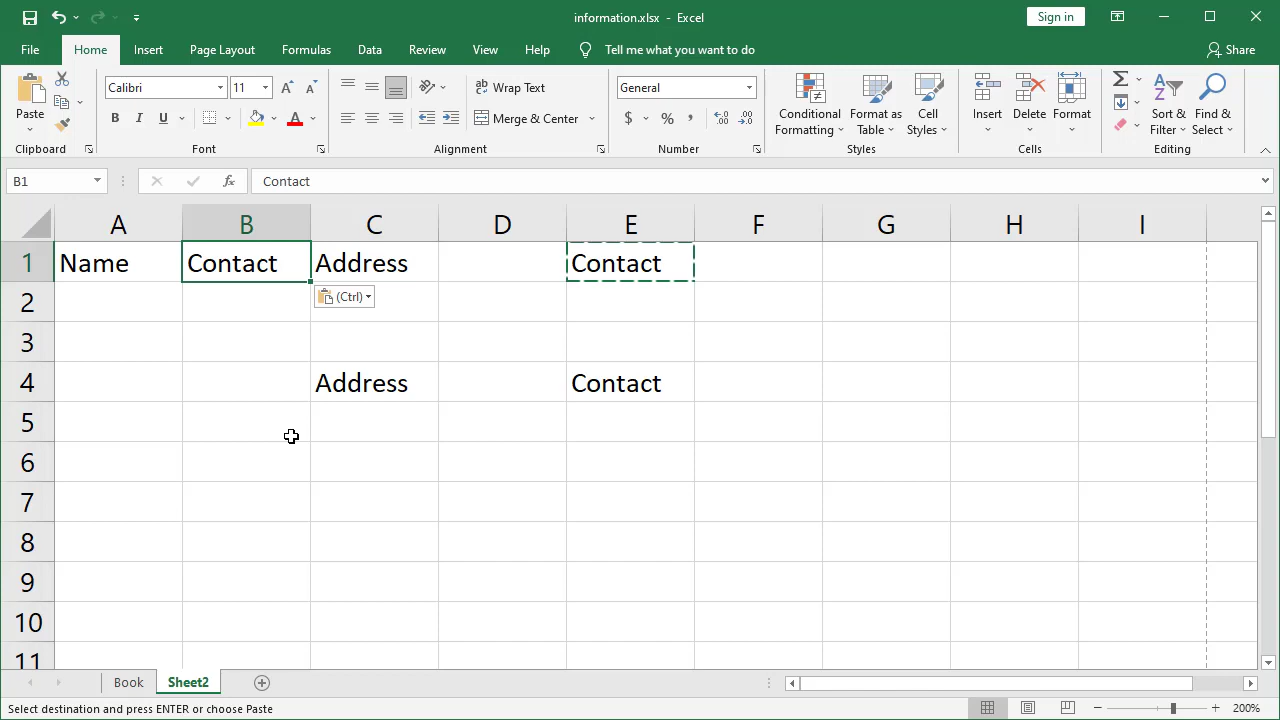 information.xlsx - Excel
Sign in
File Home Insert Page Layout Formulas Data Review View Help Tell me what you want to do Share
Paste
Clipboard
Calibri 11
B I U A
Font
Wrap Text
Merge & Center
Alignment
General
$ % ,
Number
Conditional Formatting
Format as Table
Cell Styles
Styles
Insert Delete Format
Cells
Sort & Filter
Find & Select
Editing
B1 fx Contact
A B C D E F G H I
1 Name Contact Address Contact
2 (Ctrl)
3
4 Address Contact
5
6
7
8
9
10
11
Book Sheet2
Select destination and press ENTER or choose Paste 200%